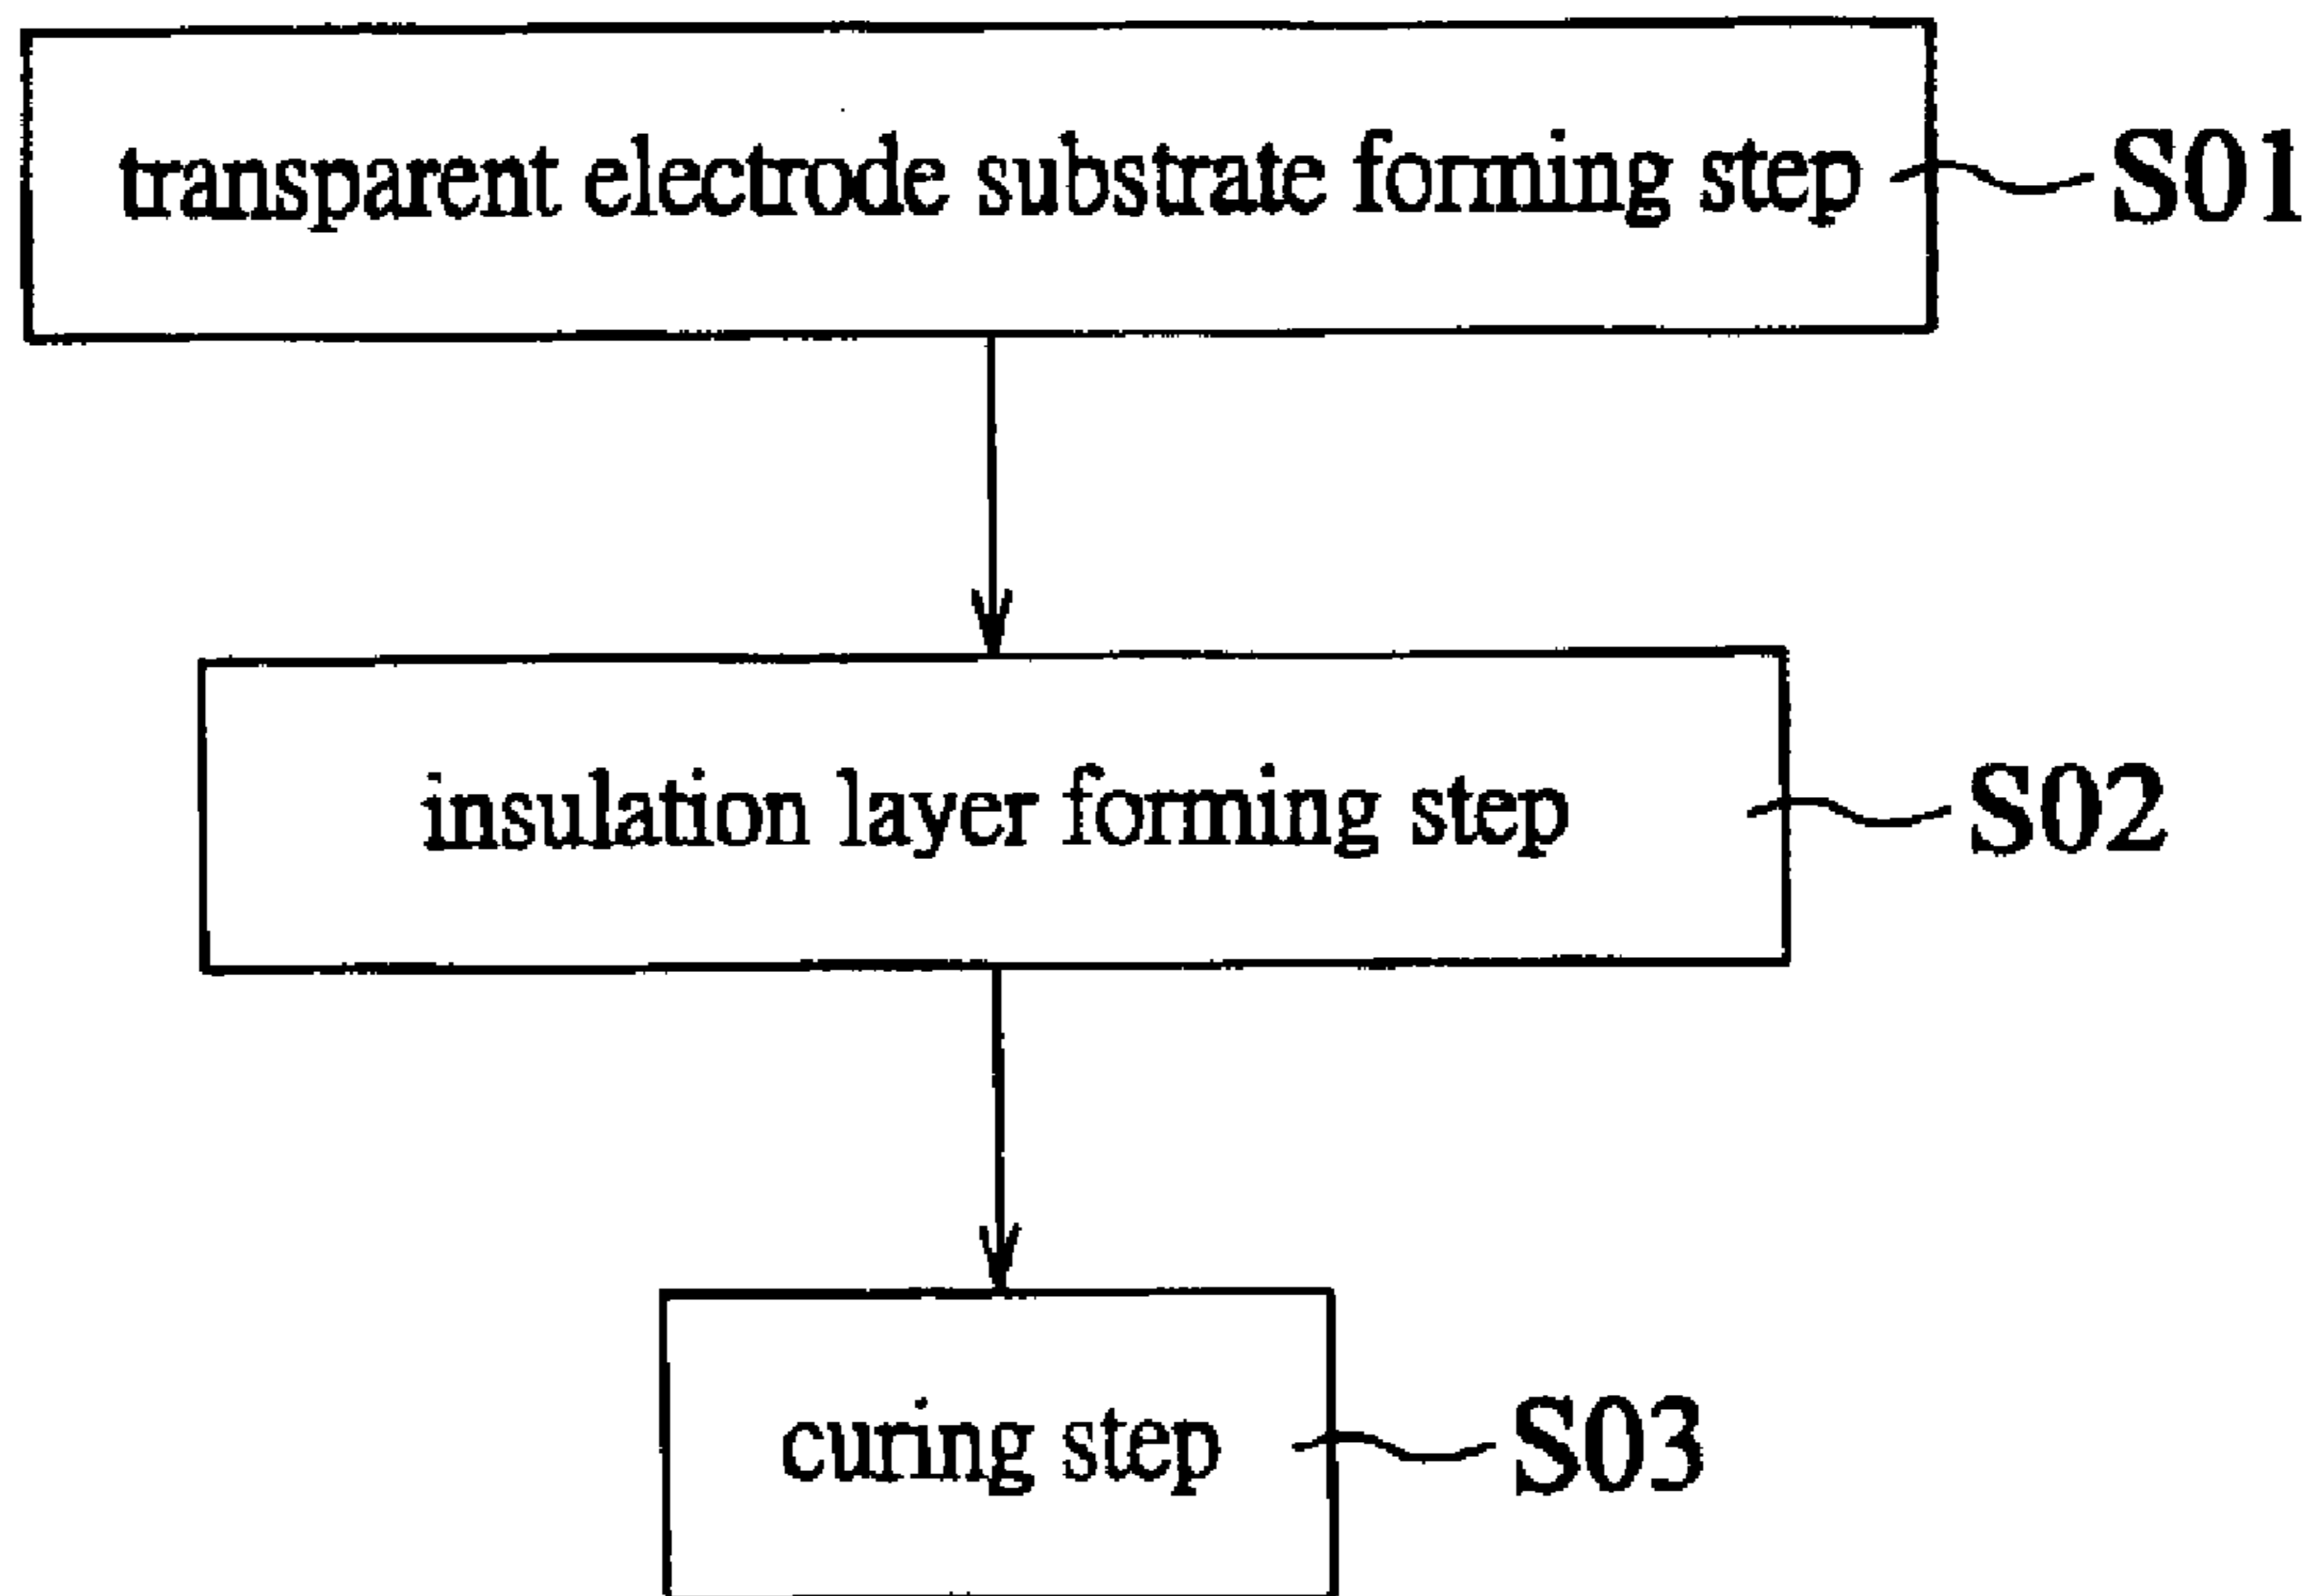 transparent electrode substrate forming step S01
insulation layer forming step S02
curing step S03